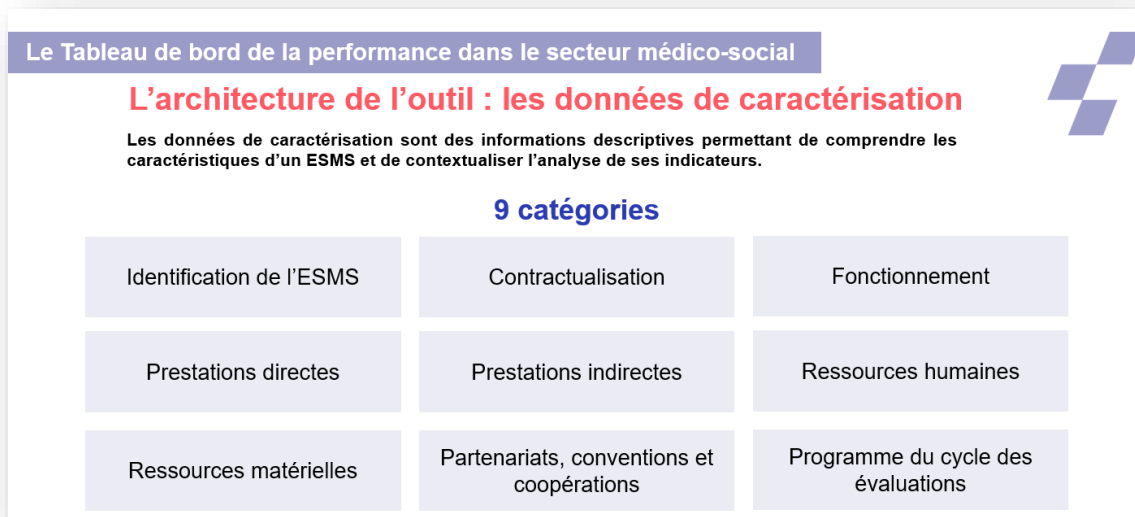 Le Tableau de bord de la performance dans le secteur médico-social
L’architecture de l’outil : les données de caractérisation
Les données de caractérisation sont des informations descriptives permettant de comprendre les
caractéristiques d’un ESMS et de contextualiser l’analyse de ses indicateurs.
9 catégories
Identification de l’ESMS
Contractualisation
Fonctionnement
Prestations directes
Prestations indirectes
Ressources humaines
Ressources matérielles
Partenariats, conventions et
coopérations
Programme du cycle des
évaluations